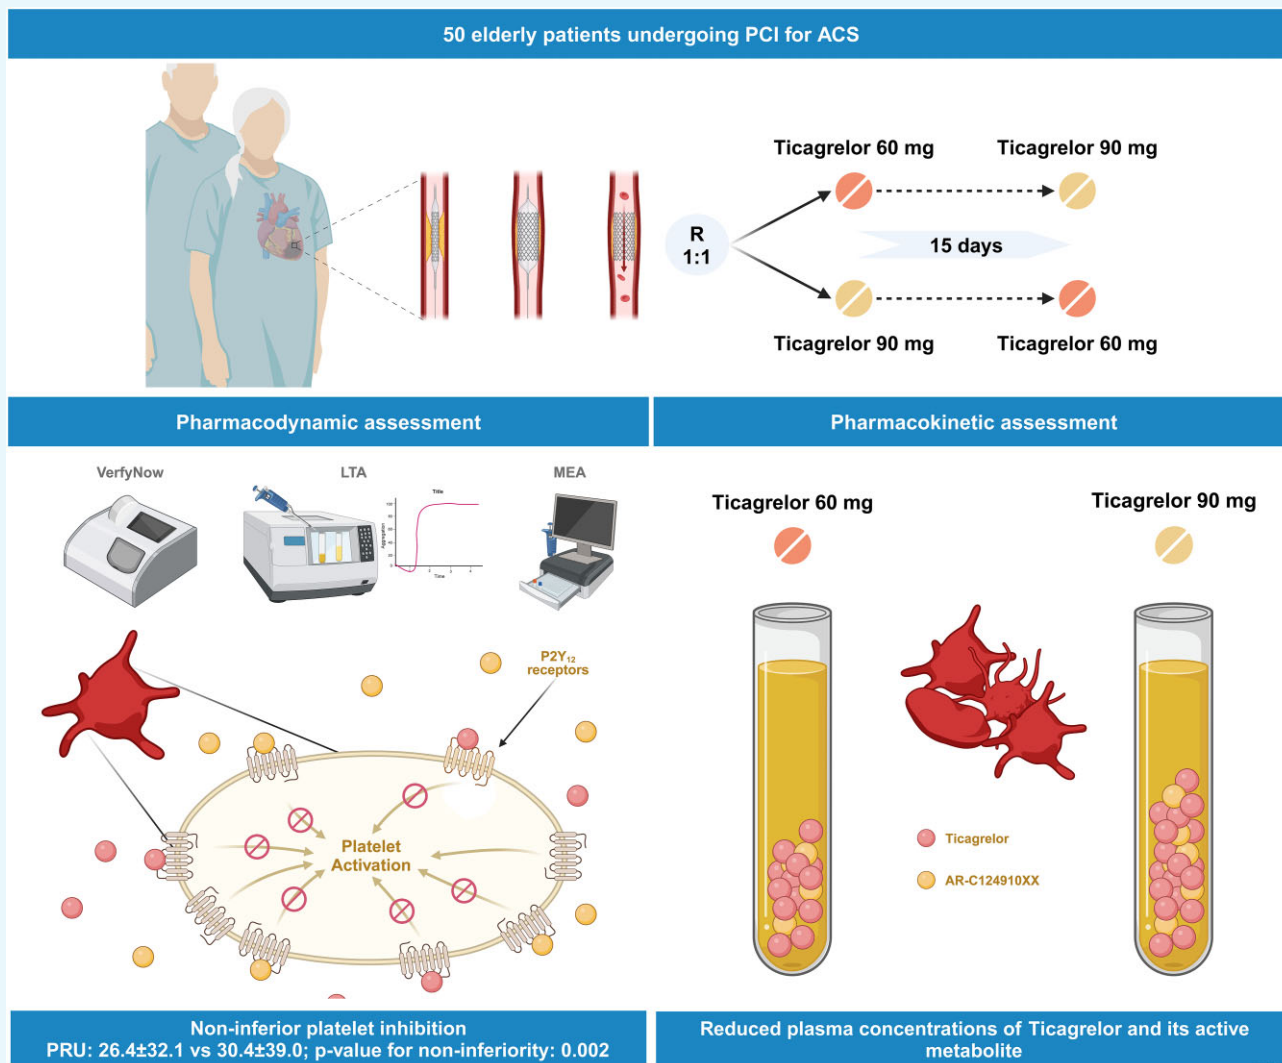 50 elderly patients undergoing PCI for ACS
Ticagrelor 60 mg
Ticagrelor 90 mg
R
1:1
15 days
Ticagrelor 90 mg
Ticagrelor 60 mg
Pharmacodynamic assessment
VerfyNow
LTA
MEA
Title
Aggregation
Time
P2Y₁₂
receptors
Platelet
Activation
Non-inferior platelet inhibition
PRU: 26.4±32.1 vs 30.4±39.0; p-value for non-inferiority: 0.002
Pharmacokinetic assessment
Ticagrelor 60 mg
Ticagrelor 90 mg
Ticagrelor
AR-C124910XX
Reduced plasma concentrations of Ticagrelor and its active
metabolite